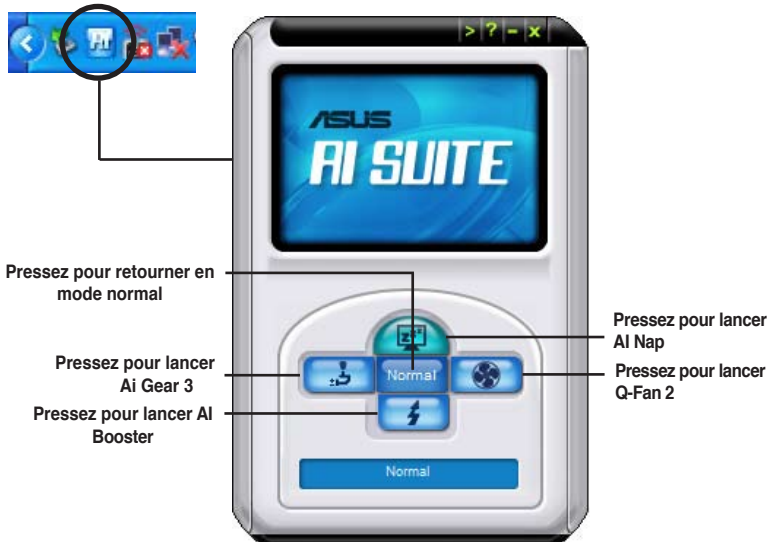 > ? - x
ASUS
AI SUITE
Pressez pour retourner en
mode normal
Pressez pour lancer
AI Nap
Pressez pour lancer
Ai Gear 3
Normal
Pressez pour lancer
Q-Fan 2
Pressez pour lancer AI
Booster
Normal